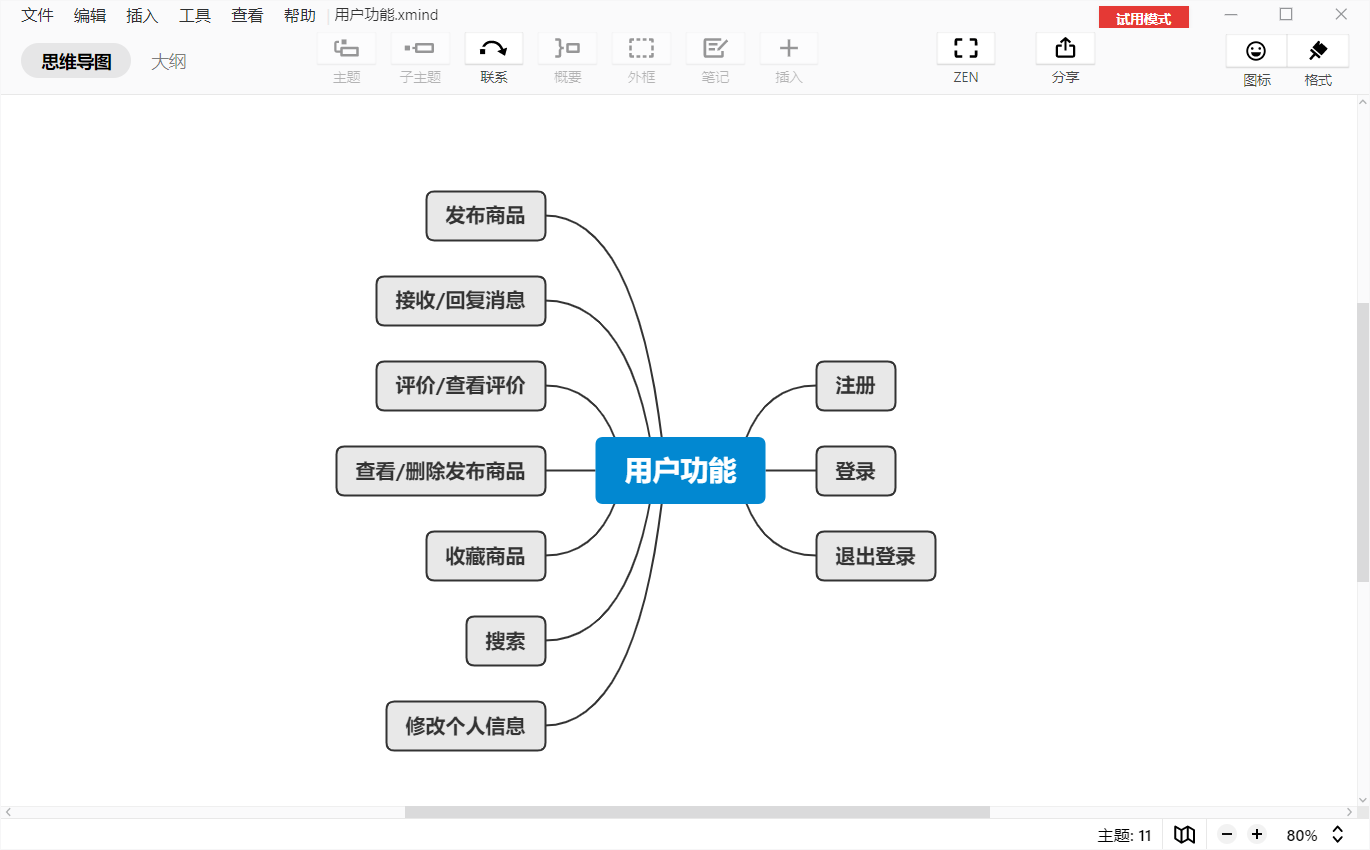 文件 编辑 插入 工具 查看 帮助 用户功能.xmind
试用模式
思维导图 大纲
主题 子主题 联系 概要 外框 笔记 插入 ZEN 分享 图标 格式
发布商品
接收/回复消息
评价/查看评价
查看/删除发布商品
收藏商品
搜索
修改个人信息
用户功能
注册
登录
退出登录
主题: 11
80%